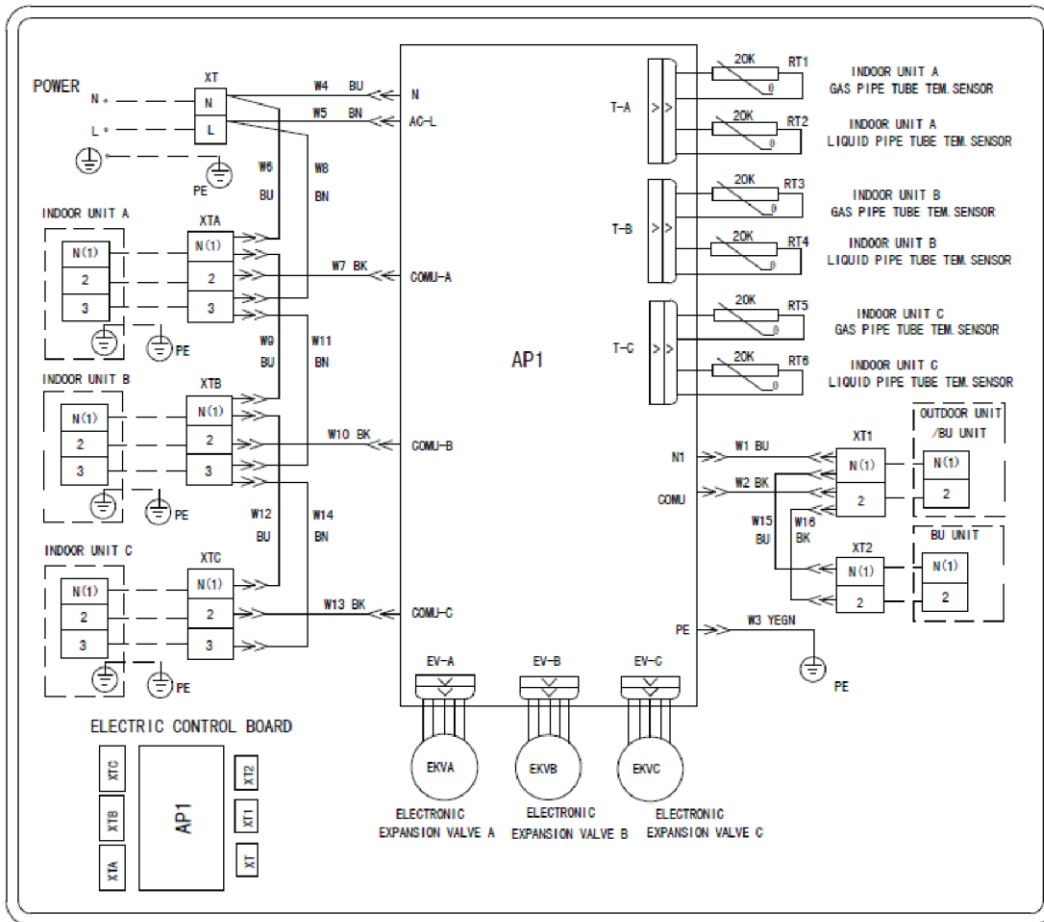 POWER
N
L
XT
N
L
PE
W4 BU
W5 BN
W6
BU
W8
BN
N
AC-L
INDOOR UNIT A
N(1)
2
3
XTA
N(1)
2
3
PE
W7 BK
COMU-A
W9
BU
W11
BN
INDOOR UNIT B
N(1)
2
3
XTB
N(1)
2
3
PE
W10 BK
COMU-B
W12
BU
W14
BN
INDOOR UNIT C
N(1)
2
3
XTC
N(1)
2
3
PE
W13 BK
COMU-C
AP1
T-A
20K
RT1
θ
INDOOR UNIT A
GAS PIPE TUBE TEM.SENSOR
20K
RT2
θ
INDOOR UNIT A
LIQUID PIPE TUBE TEM.SENSOR
T-B
20K
RT3
θ
INDOOR UNIT B
GAS PIPE TUBE TEM.SENSOR
20K
RT4
θ
INDOOR UNIT B
LIQUID PIPE TUBE TEM.SENSOR
T-C
20K
RT5
θ
INDOOR UNIT C
GAS PIPE TUBE TEM.SENSOR
20K
RT6
θ
INDOOR UNIT C
LIQUID PIPE TUBE TEM.SENSOR
N1
W1 BU
COMU
W2 BK
W15
BU
W16
BK
XT1
N(1)
2
OUTDOOR UNIT
/BU UNIT
N(1)
2
XT2
N(1)
2
BU UNIT
N(1)
2
PE
W3 YEGN
PE
EV-A
EV-B
EV-C
EKVA
EKVB
EKVC
ELECTRONIC
EXPANSION VALVE A
ELECTRONIC
EXPANSION VALVE B
ELECTRONIC
EXPANSION VALVE C
ELECTRIC CONTROL BOARD
XTC
XTB
XTA
AP1
XT2
XT1
XT